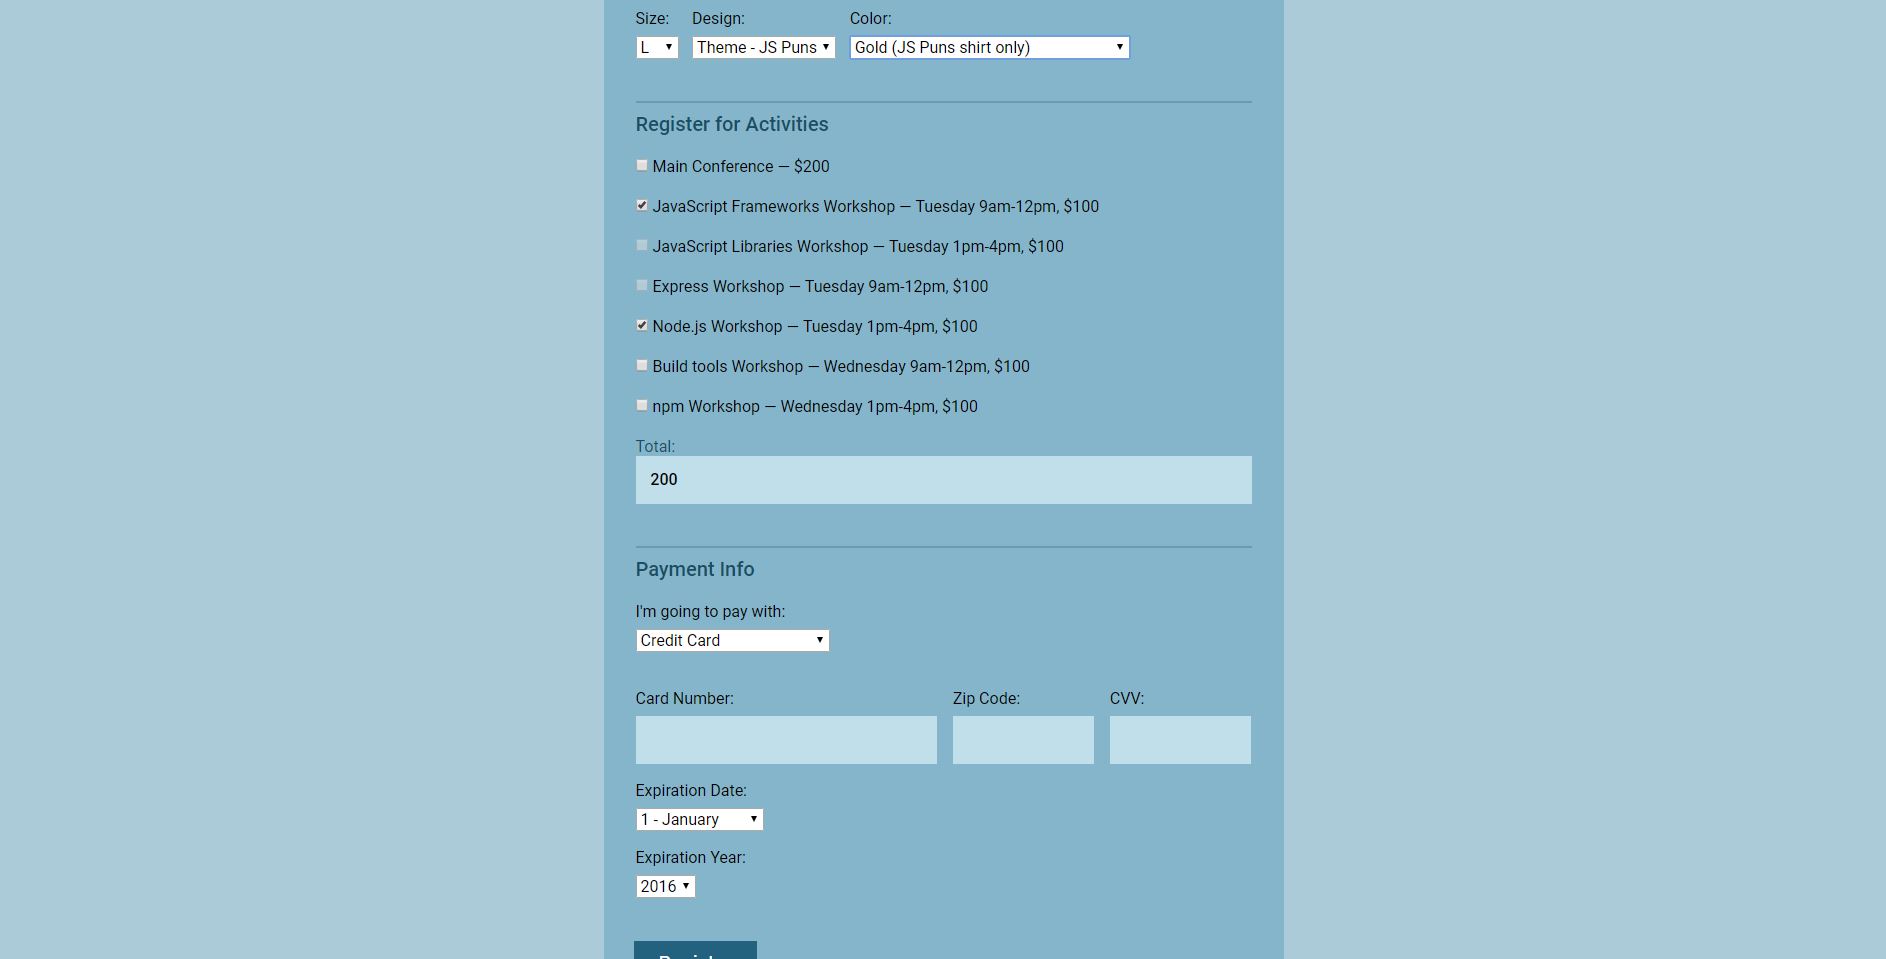 Size: Design: Color:
L Theme - JS Puns Gold (JS Puns shirt only)
Register for Activities
Main Conference — $200
JavaScript Frameworks Workshop — Tuesday 9am-12pm, $100
JavaScript Libraries Workshop — Tuesday 1pm-4pm, $100
Express Workshop — Tuesday 9am-12pm, $100
Node.js Workshop — Tuesday 1pm-4pm, $100
Build tools Workshop — Wednesday 9am-12pm, $100
npm Workshop — Wednesday 1pm-4pm, $100
Total:
200
Payment Info
I'm going to pay with:
Credit Card
Card Number: Zip Code: CVV:
Expiration Date:
1 - January
Expiration Year:
2016